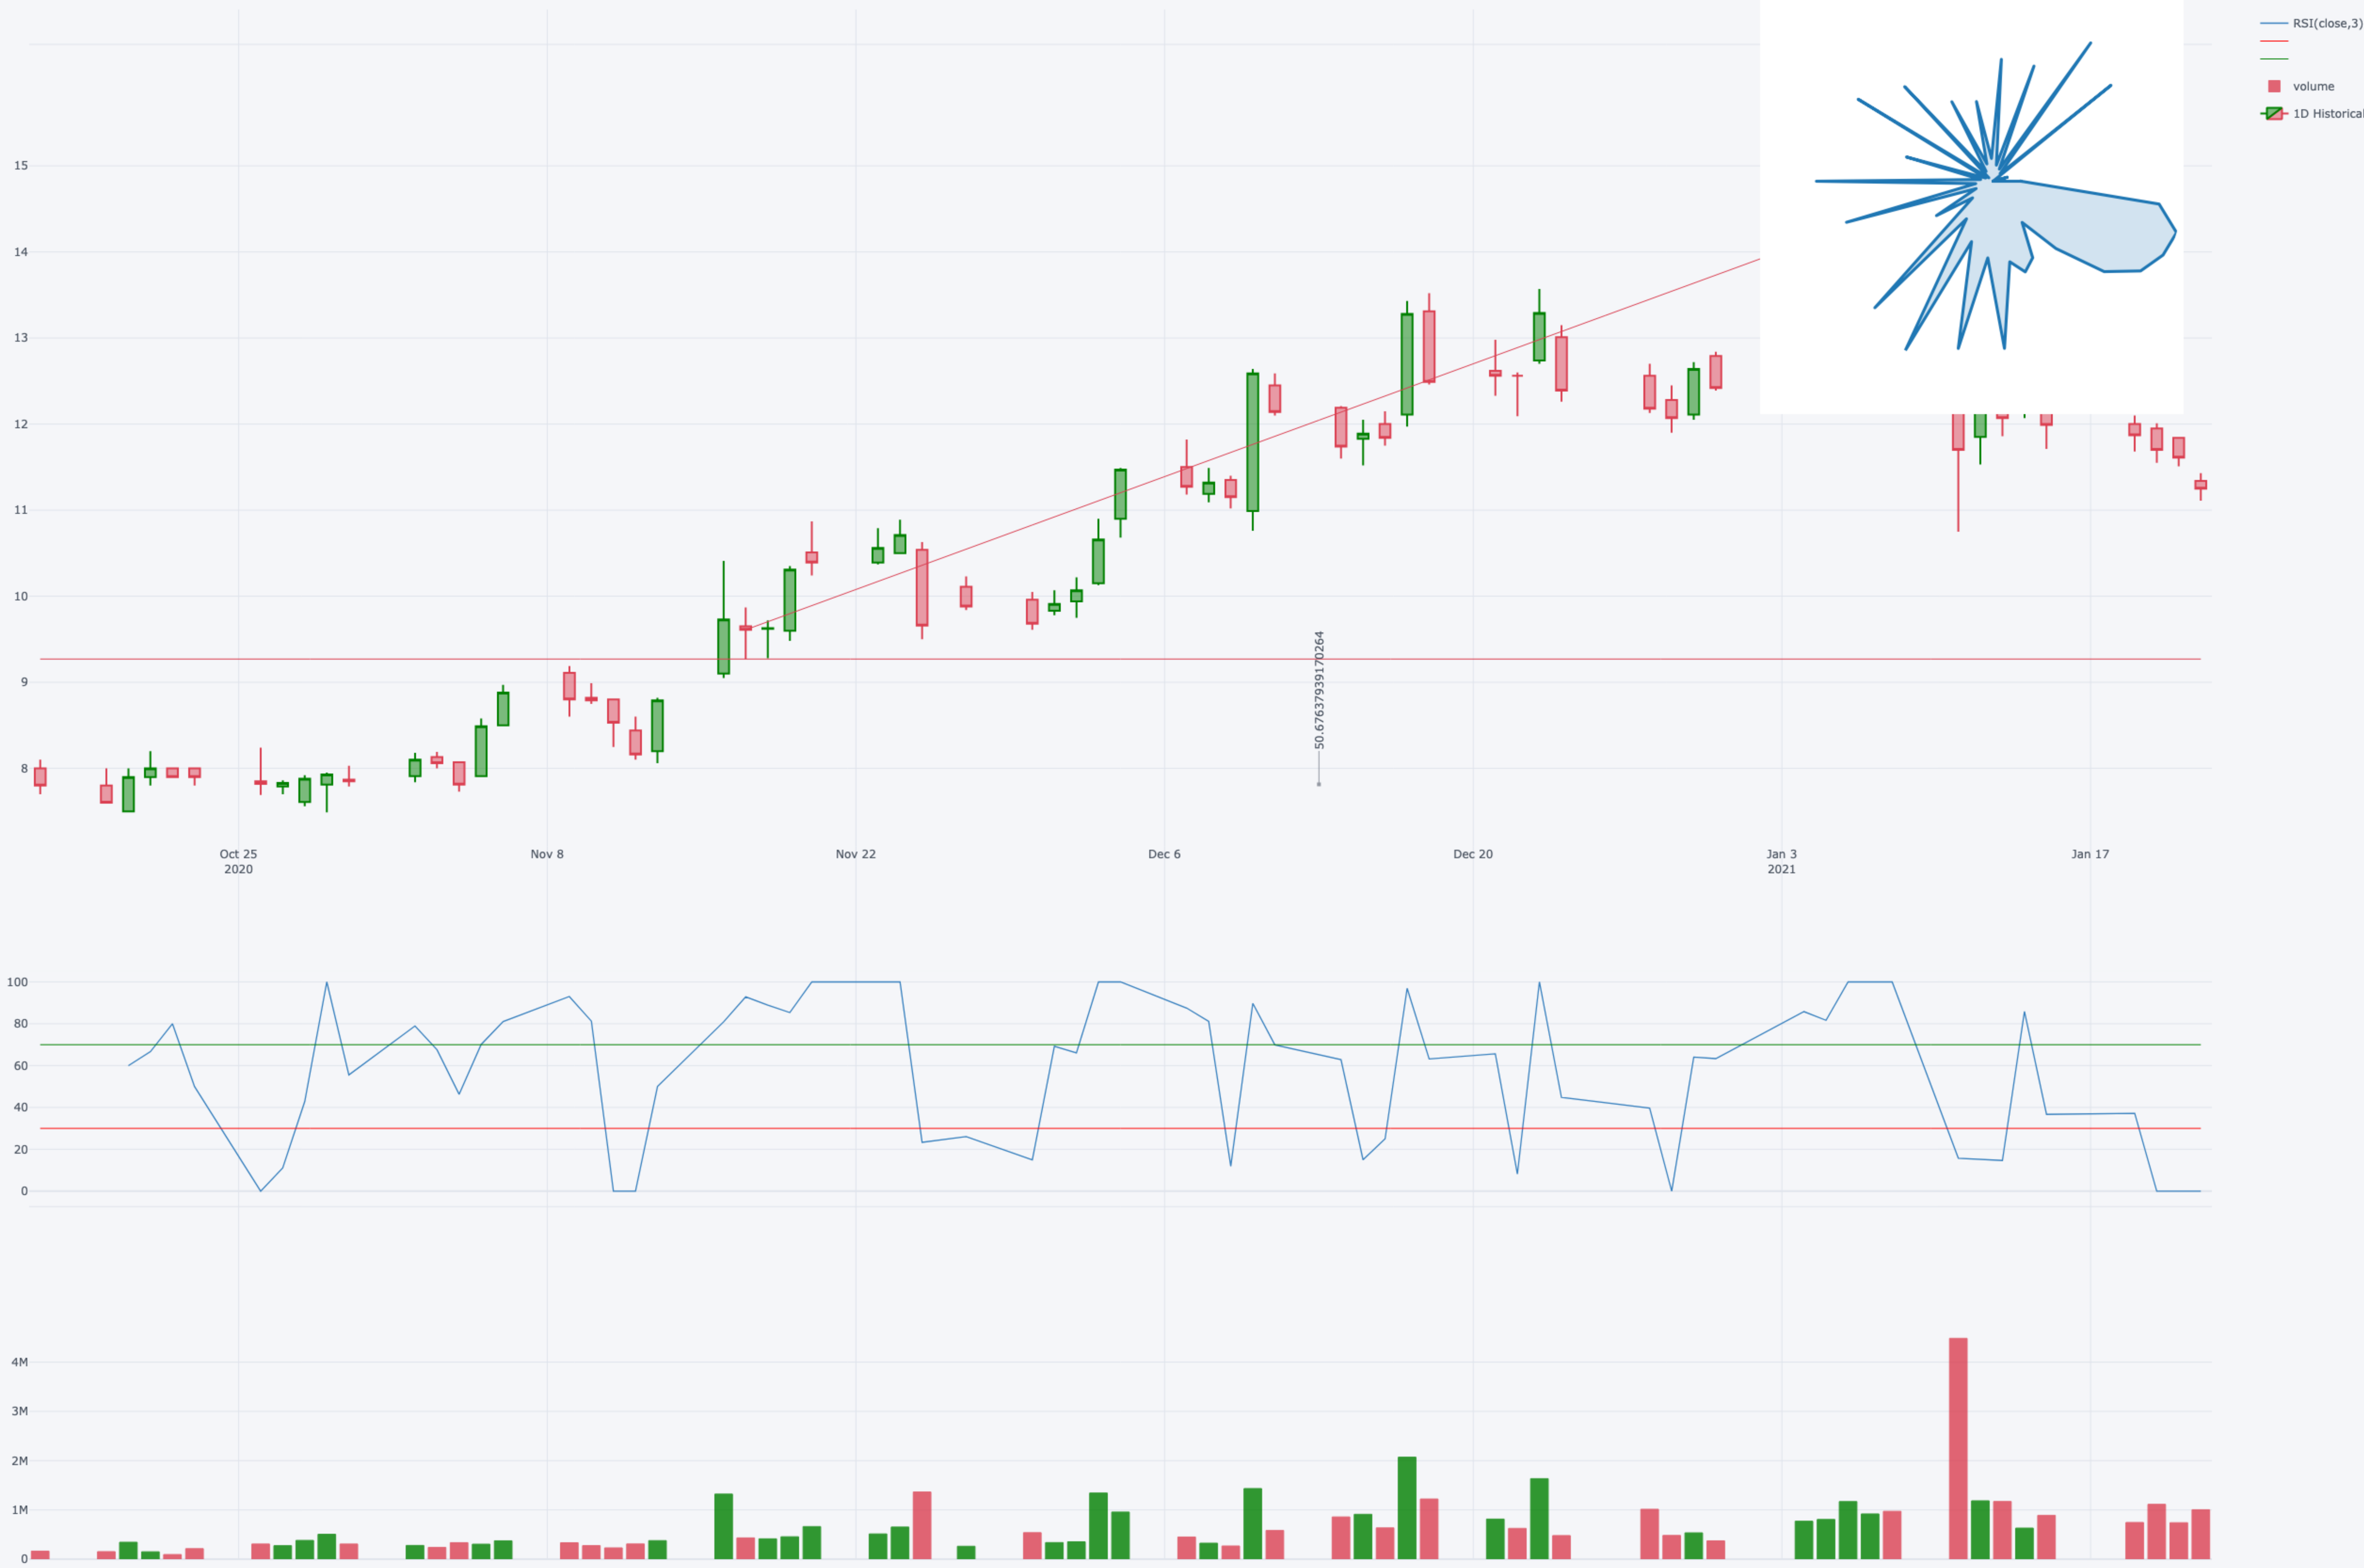 RSI(close,3)
volume
1D Historical
15
14
13
12
11
10
9
8
50.67637939170264
Oct 25
2020
Nov 8
Nov 22
Dec 6
Dec 20
Jan 3
2021
Jan 17
100
80
60
40
20
0
4M
3M
2M
1M
0